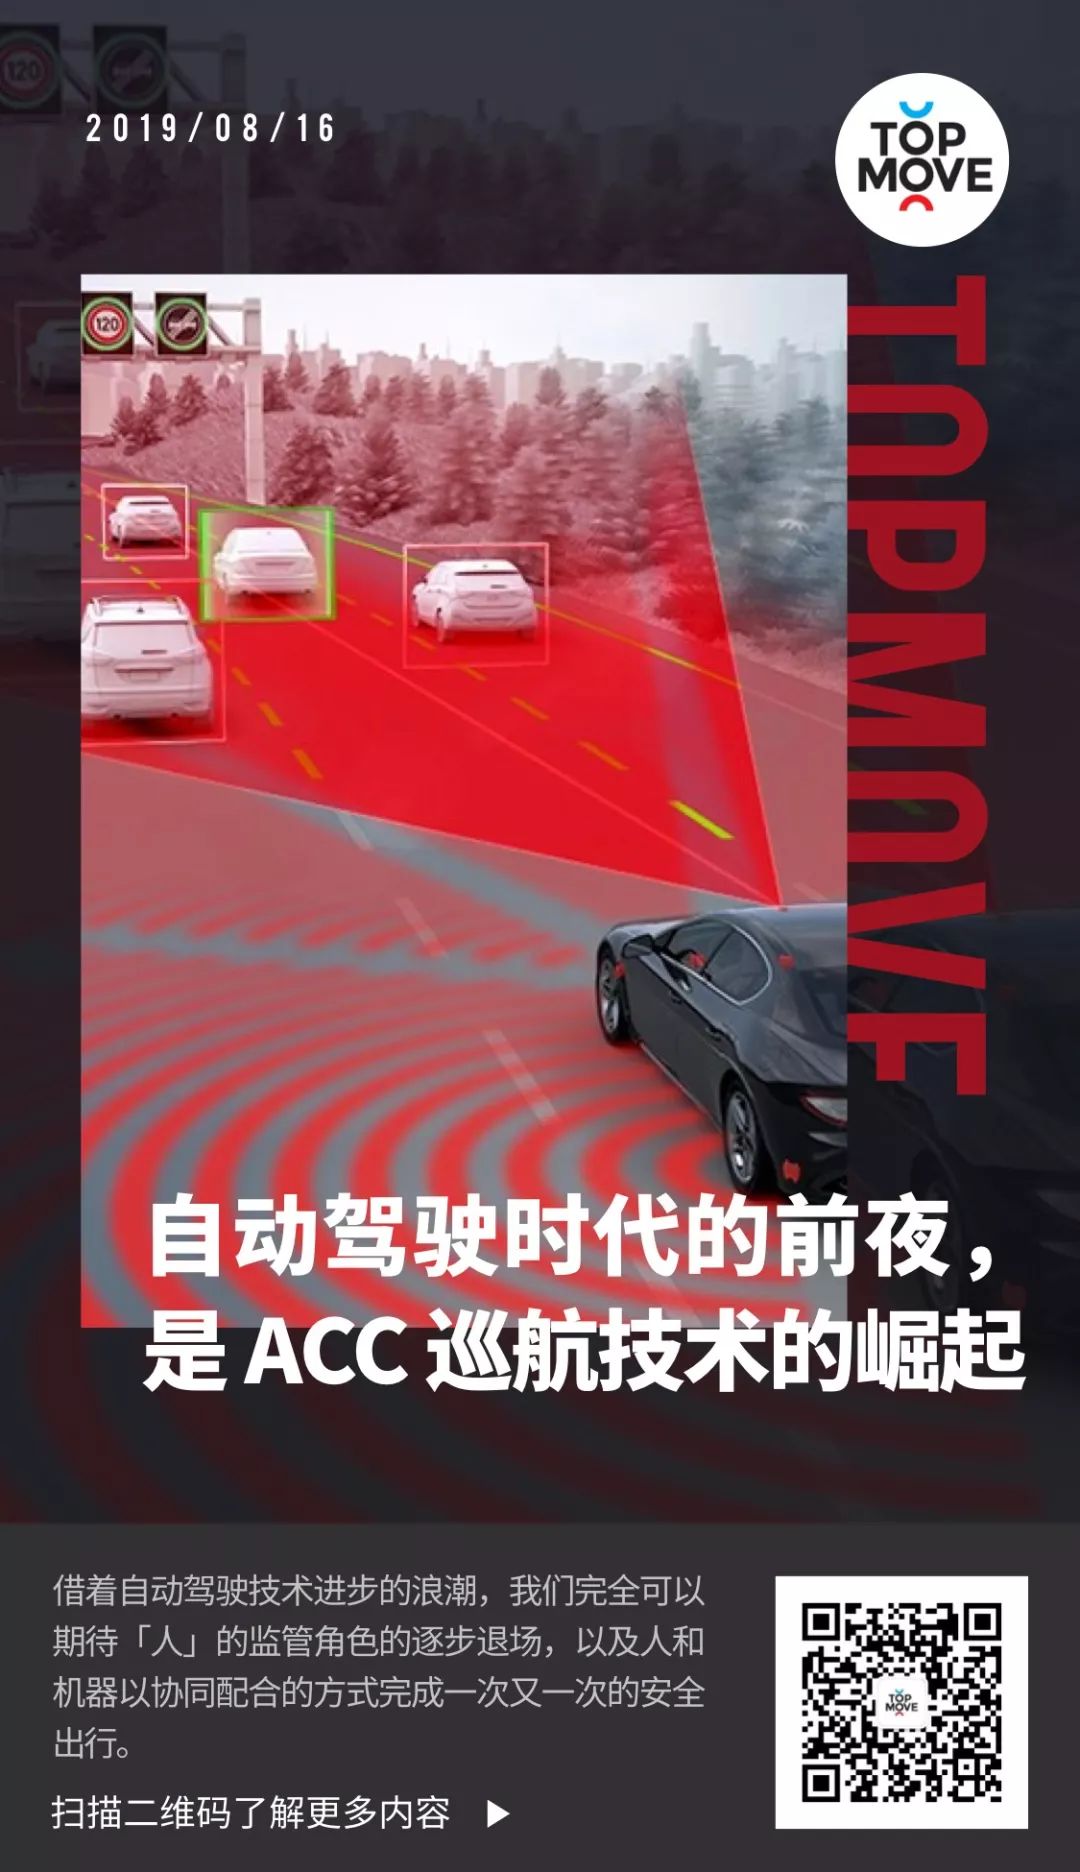 120
2019/08/16
TOP
MOVE
120
TOPMOVE
自动驾驶时代的前夜，
是 ACC 巡航技术的崛起
借着自动驾驶技术进步的浪潮，我们完全可以
期待「人」的监管角色的逐步退场，以及人和
机器以协同配合的方式完成一次又一次的安全
出行。
扫描二维码了解更多内容
TOP
MOVE